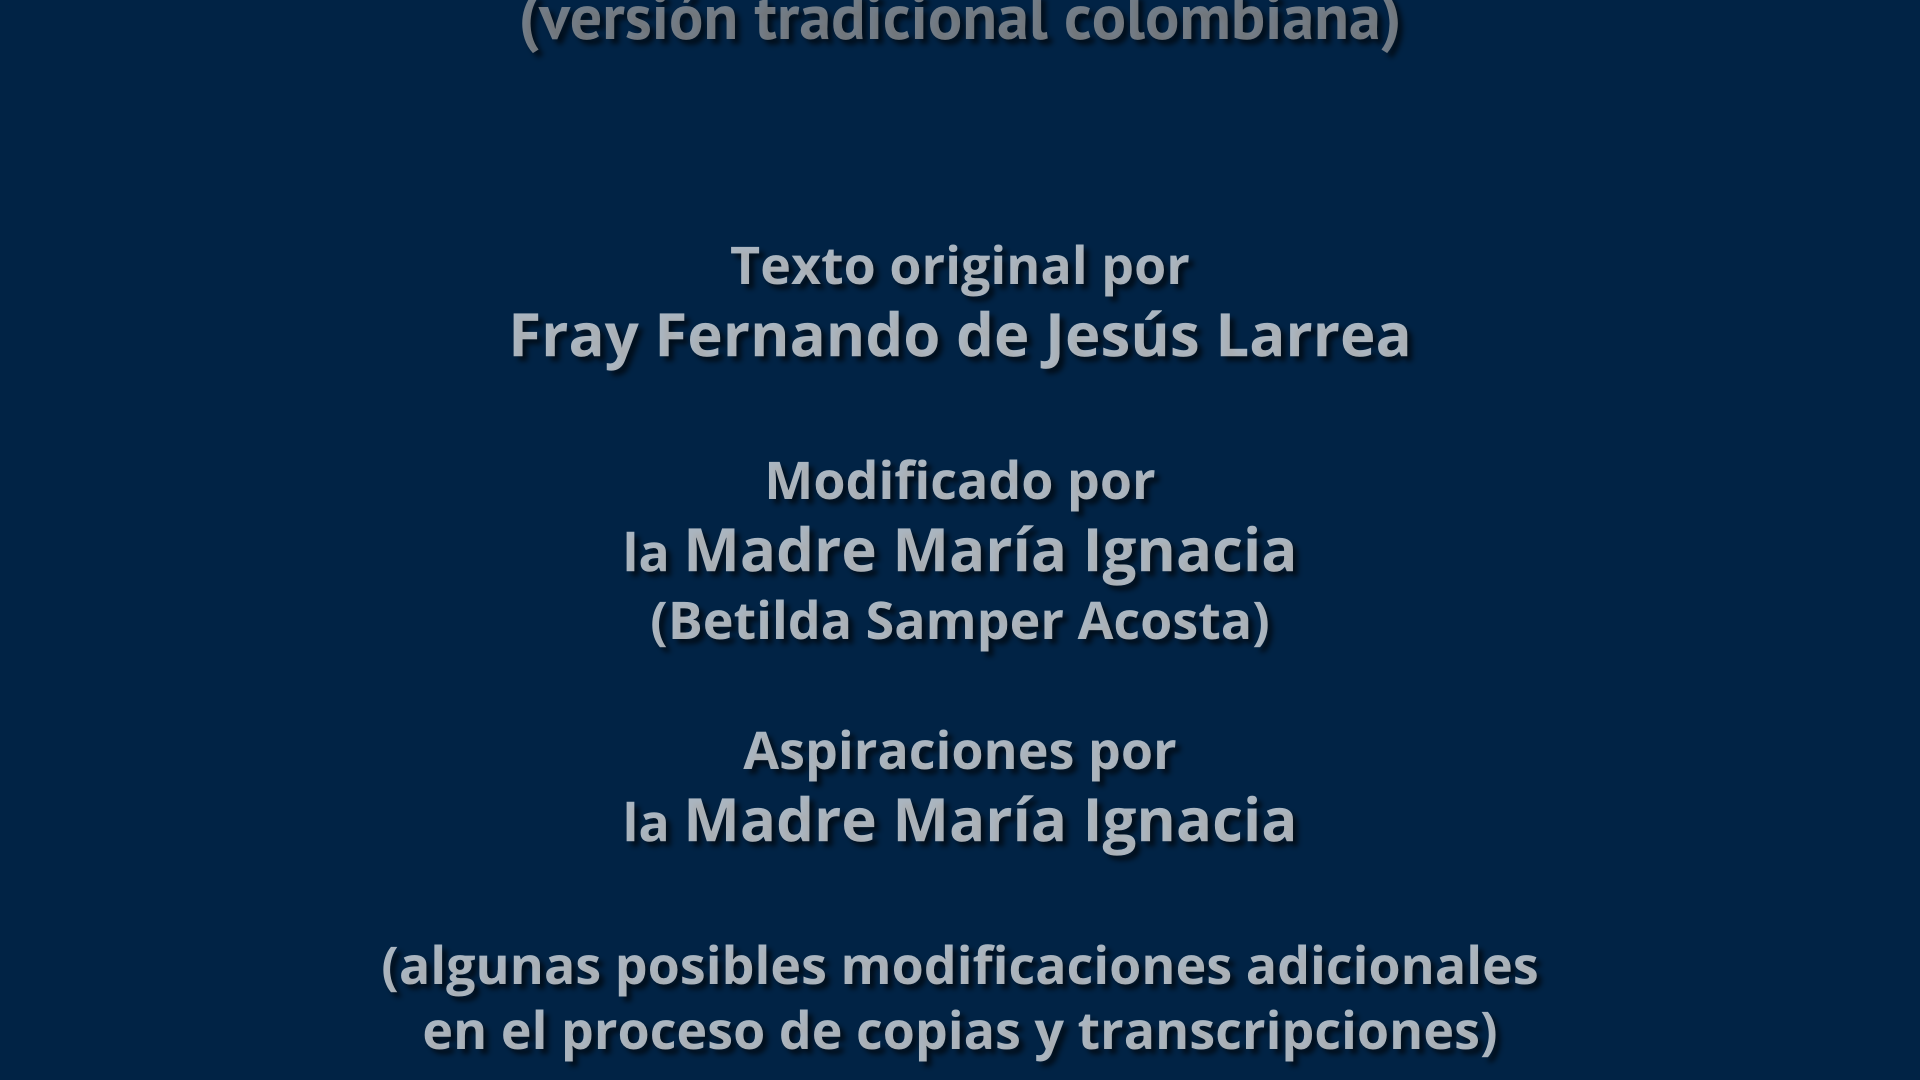 (versión tradicional colombiana)
Texto original por
Fray Fernando de Jesús Larrea
Modificado por
la Madre María Ignacia
(Betilda Samper Acosta)
Aspiraciones por
la Madre María Ignacia
(algunas posibles modificaciones adicionales
en el proceso de copias y transcripciones)